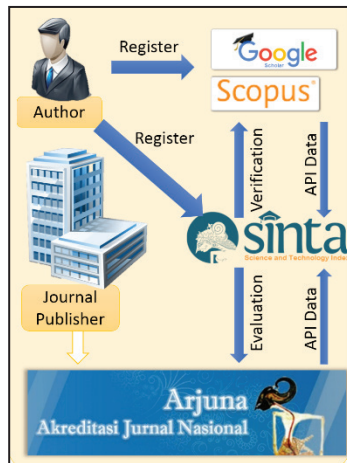 Register
Google
Scholar
Scopus
Author
Register
Verification
API Data
sinta
Science and Technology Index
Journal
Publisher
Evaluation
API Data
Arjuna
Akreditasi Jurnal Nasional